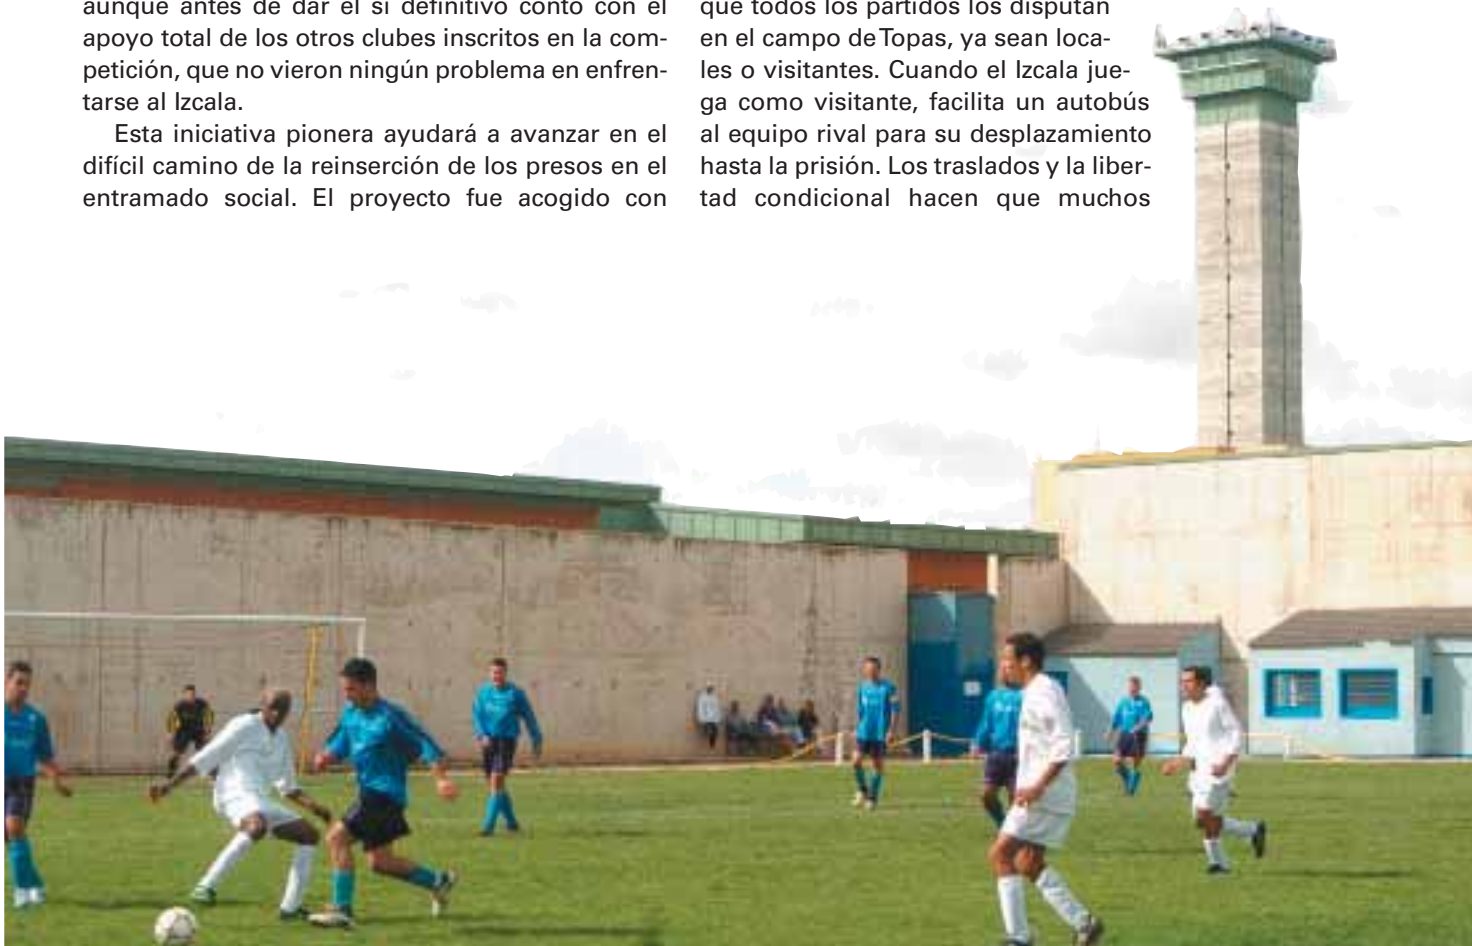 aunque antes de dar el sí definitivo contó con el
apoyo total de los otros clubes inscritos en la com-
petición, que no vieron ningún problema en enfren-
tarse al Izcala.
Esta iniciativa pionera ayudará a avanzar en el
difícil camino de la reinserción de los presos en el
entramado social. El proyecto fue acogido con
que todos los partidos los disputan
en el campo de Topas, ya sean loca-
les o visitantes. Cuando el Izcala jue-
ga como visitante, facilita un autobús
al equipo rival para su desplazamiento
hasta la prisión. Los traslados y la liber-
tad condicional hacen que muchos